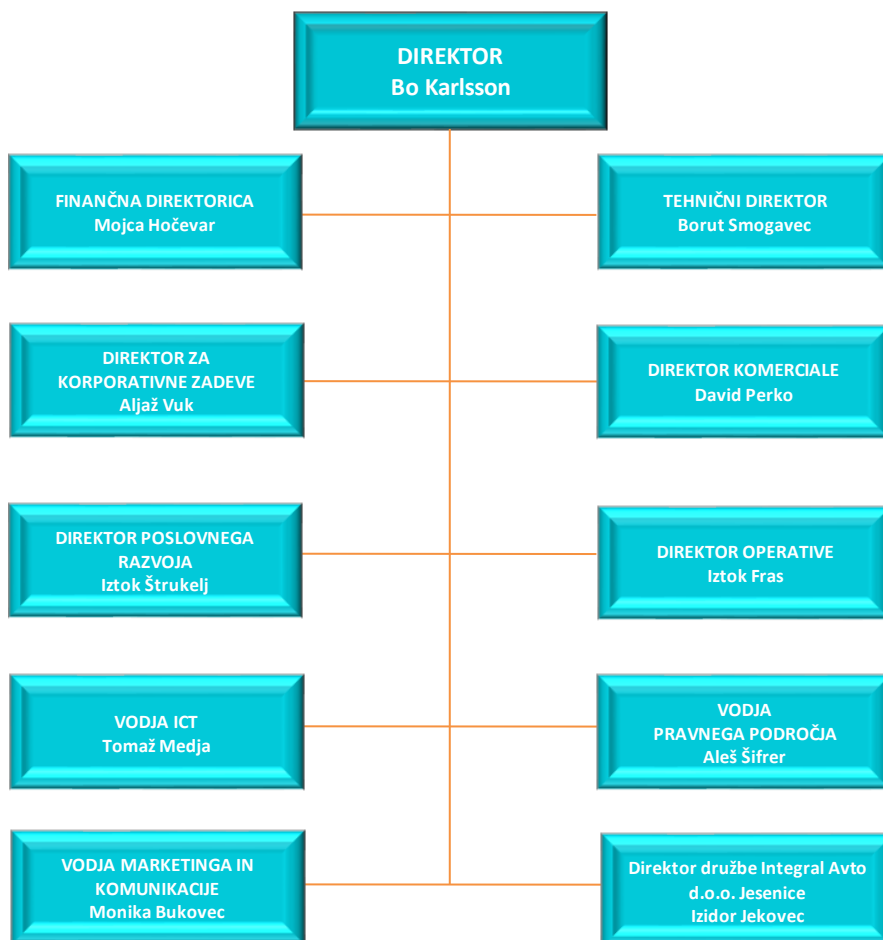 DIREKTOR
Bo Karlsson
FINANČNA DIREKTORICA
Mojca Hočevar
TEHNIČNI DIREKTOR
Borut Smogavec
DIREKTOR ZA
KORPORATIVNE ZADEVE
Aljaž Vuk
DIREKTOR KOMERCIALE
David Perko
DIREKTOR POSLOVNEGA
RAZVOJA
Iztok Štrukelj
DIREKTOR OPERATIVE
Iztok Fras
VODJA ICT
Tomaž Medja
VODJA
PRAVNEGA PODROČJA
Aleš Šifrer
VODJA MARKETINGA IN
KOMUNIKACIJE
Monika Bukovec
Direktor družbe Integral Avto
d.o.o. Jesenice
Izidor Jekovec